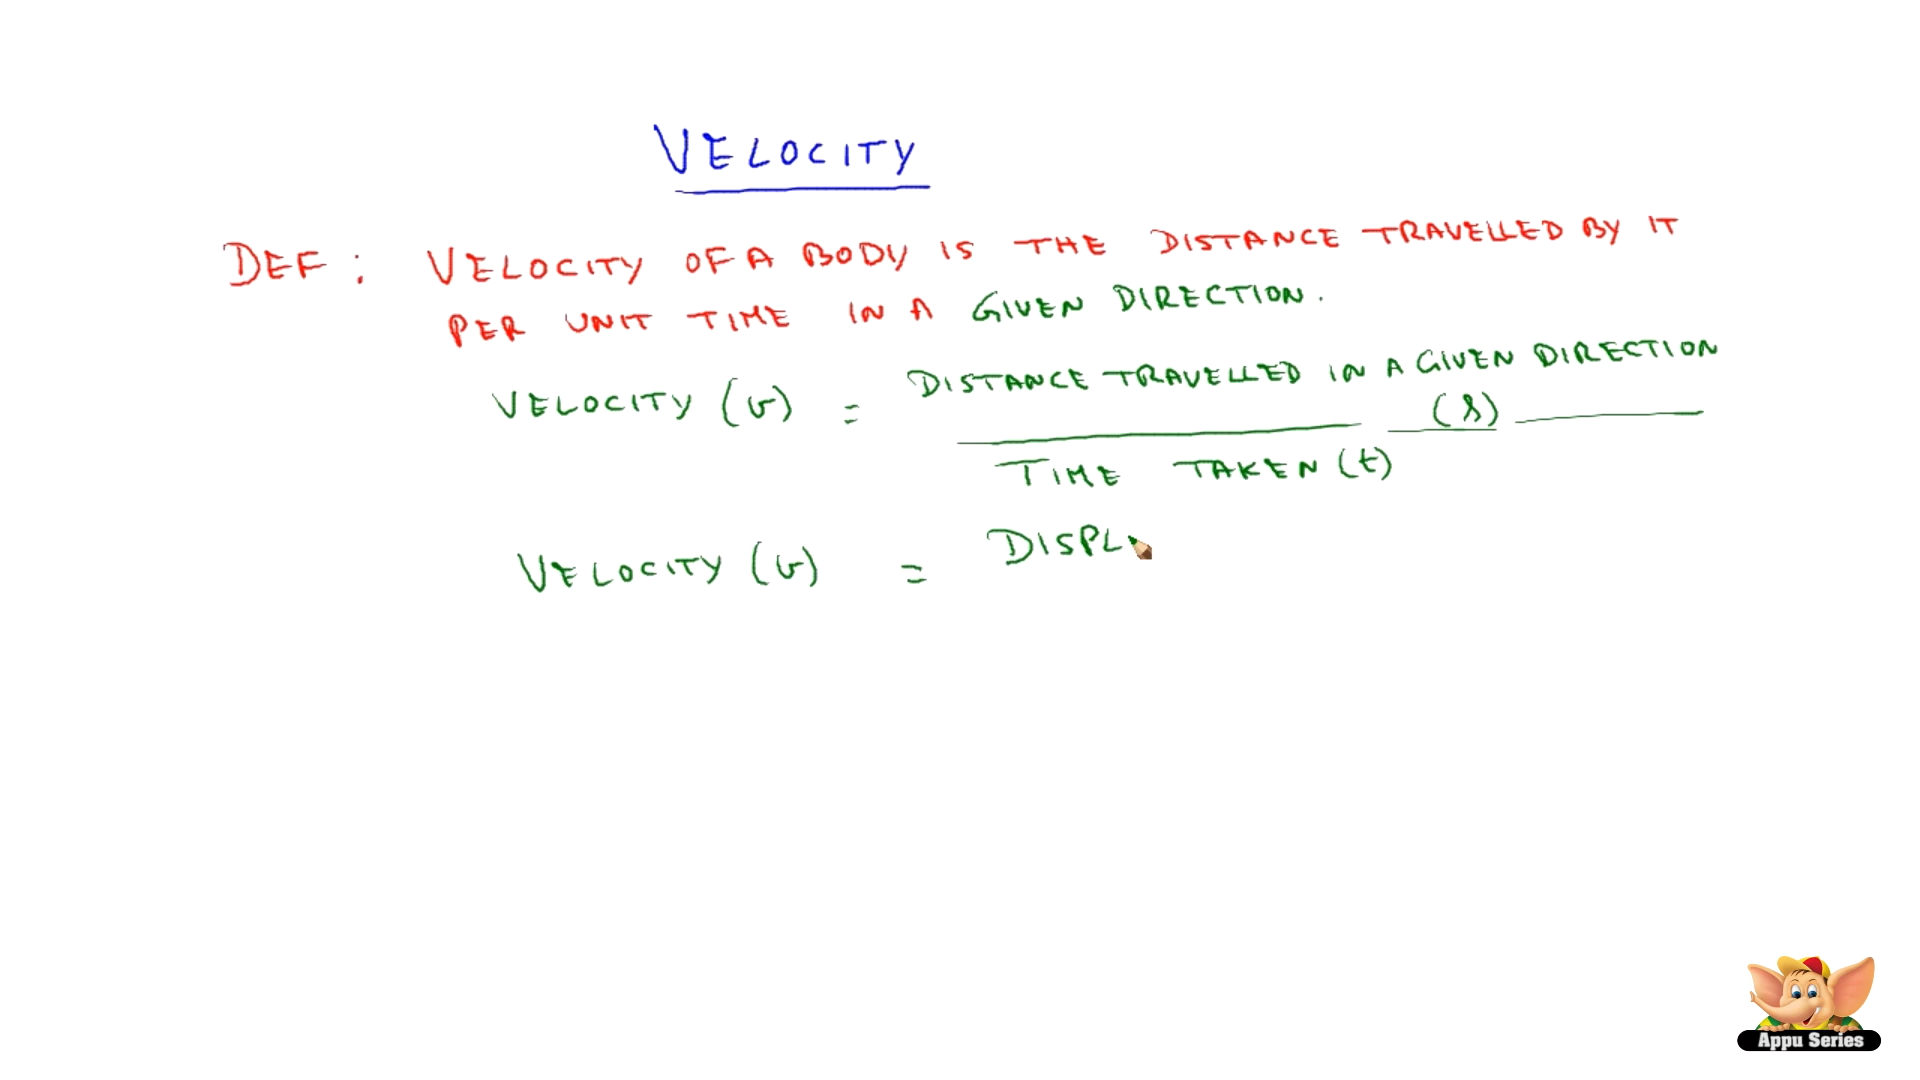 VELOCITY
DEF : VELOCITY OF A BODY IS THE DISTANCE TRAVELLED BY IT
PER UNIT TIME IN A GIVEN DIRECTION.
DISTANCE TRAVELLED IN A GIVEN DIRECTION
VELOCITY (v) = (s)
TIME TAKEN (t)
DISPL
VELOCITY (v) =
Appu Series